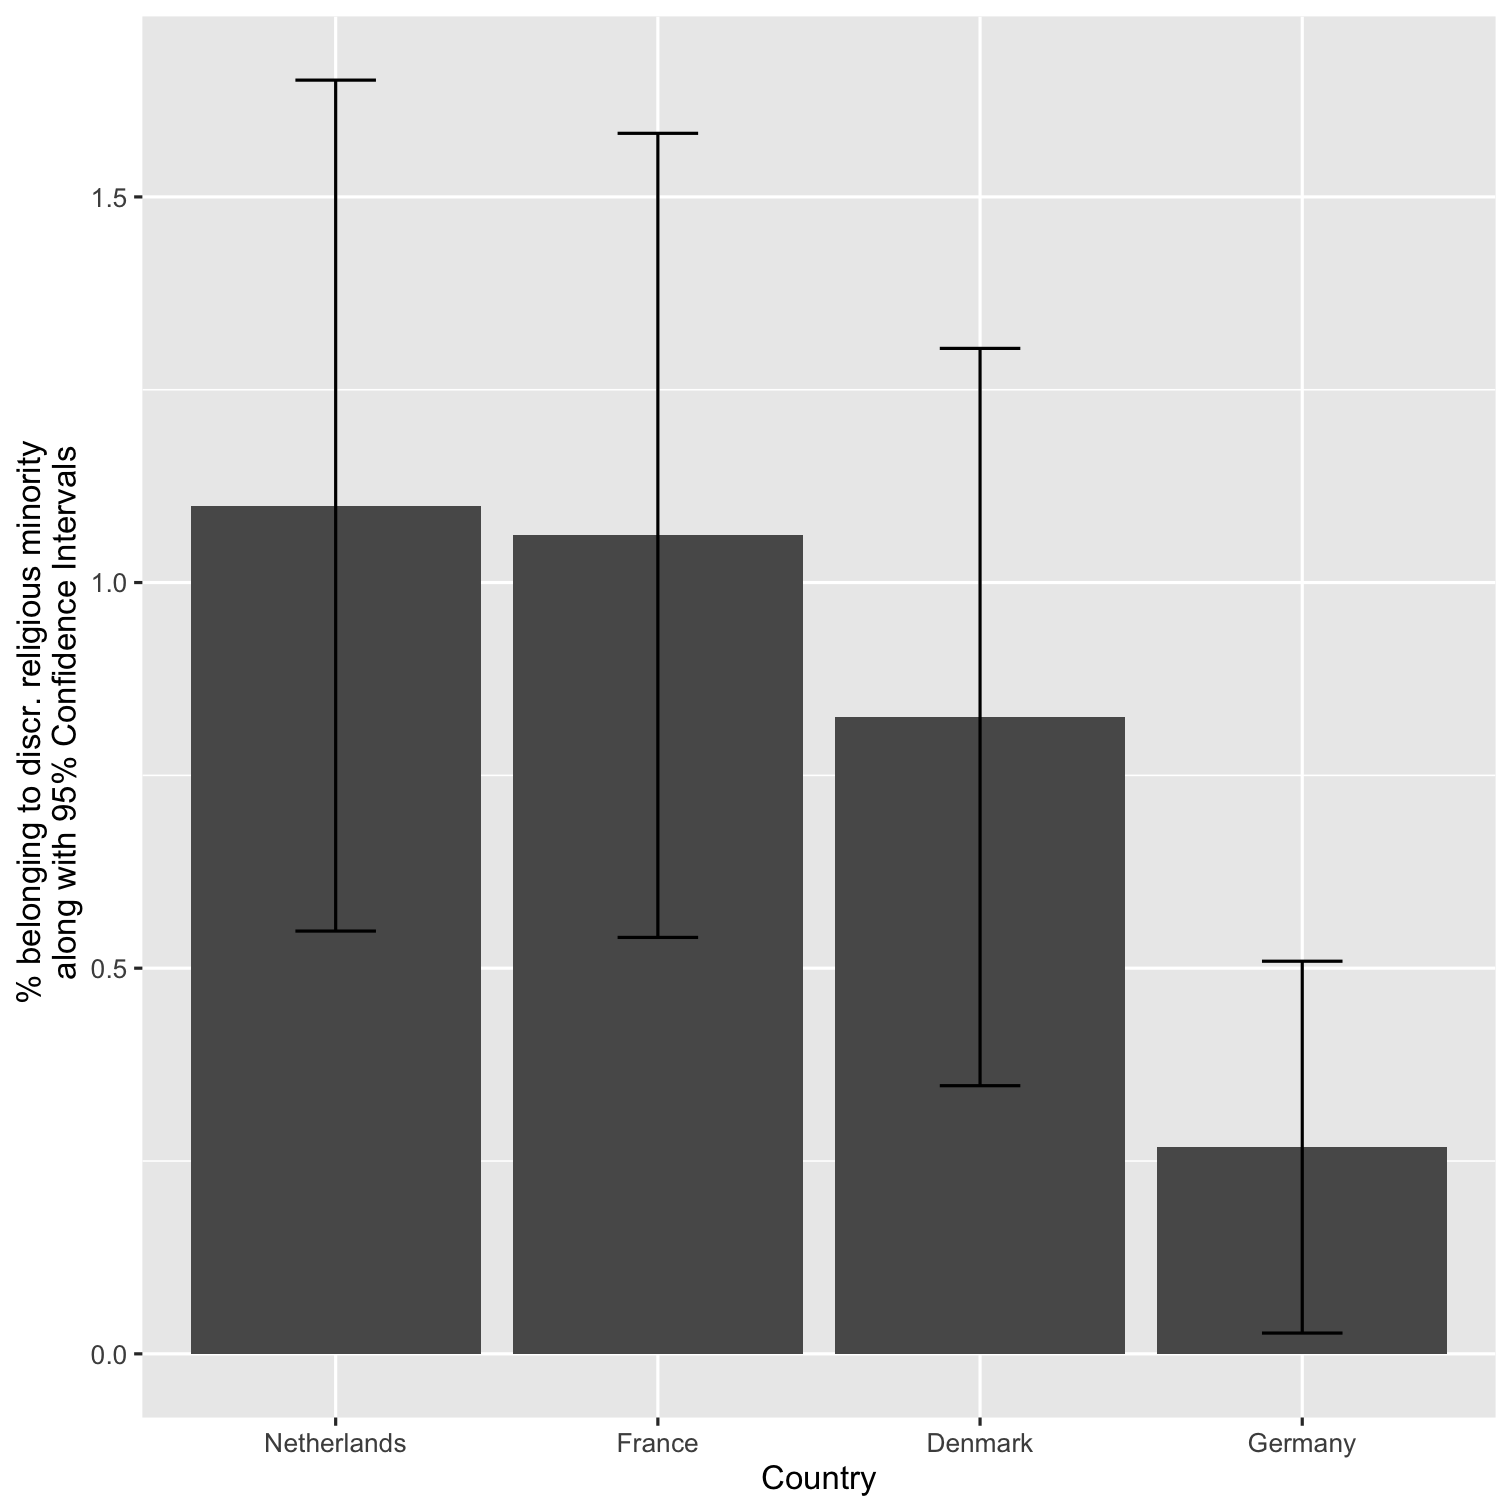 % belonging to discr. religious minority
along with 95% Confidence Intervals
1.5
1.0
0.5
0.0
Netherlands France Denmark Germany
Country